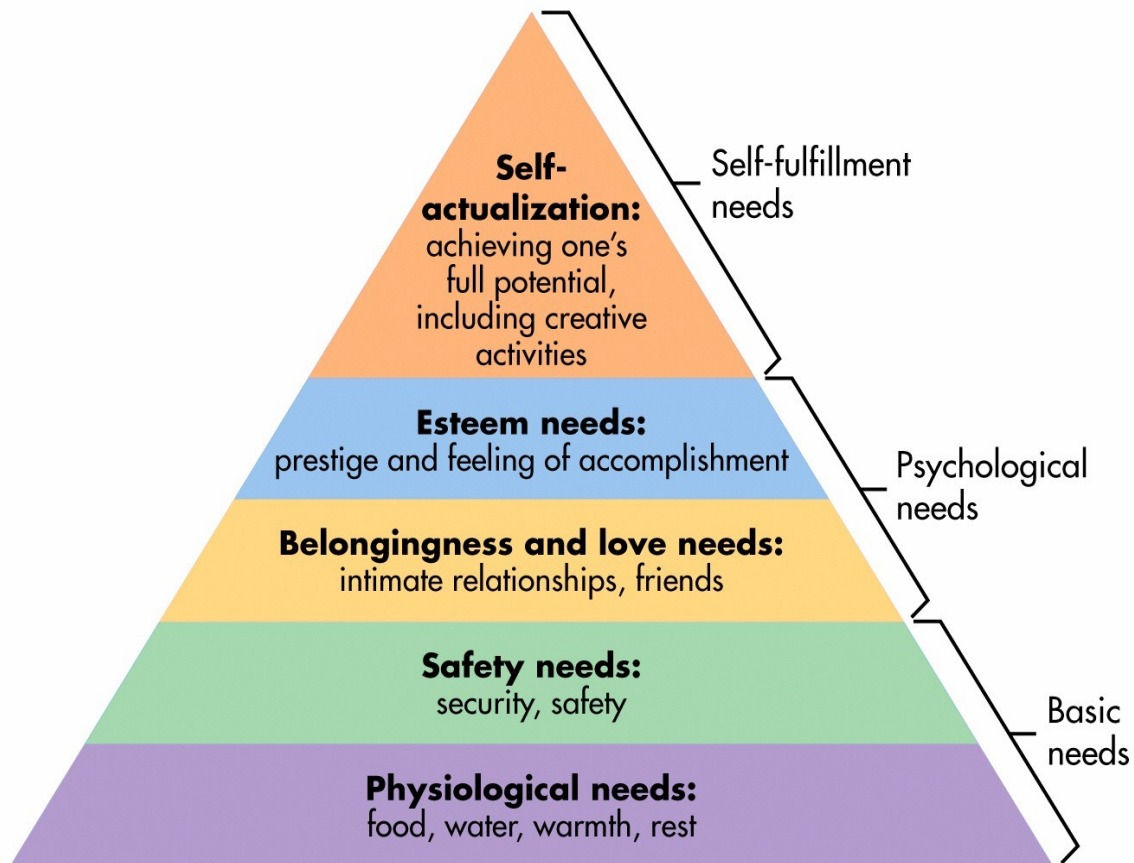 Self-
actualization:
achieving one's
full potential,
including creative
activities
Self-fulfillment
needs
Esteem needs:
prestige and feeling of accomplishment
Psychological
needs
Belongingness and love needs:
intimate relationships, friends
Safety needs:
security, safety
Basic
needs
Physiological needs:
food, water, warmth, rest